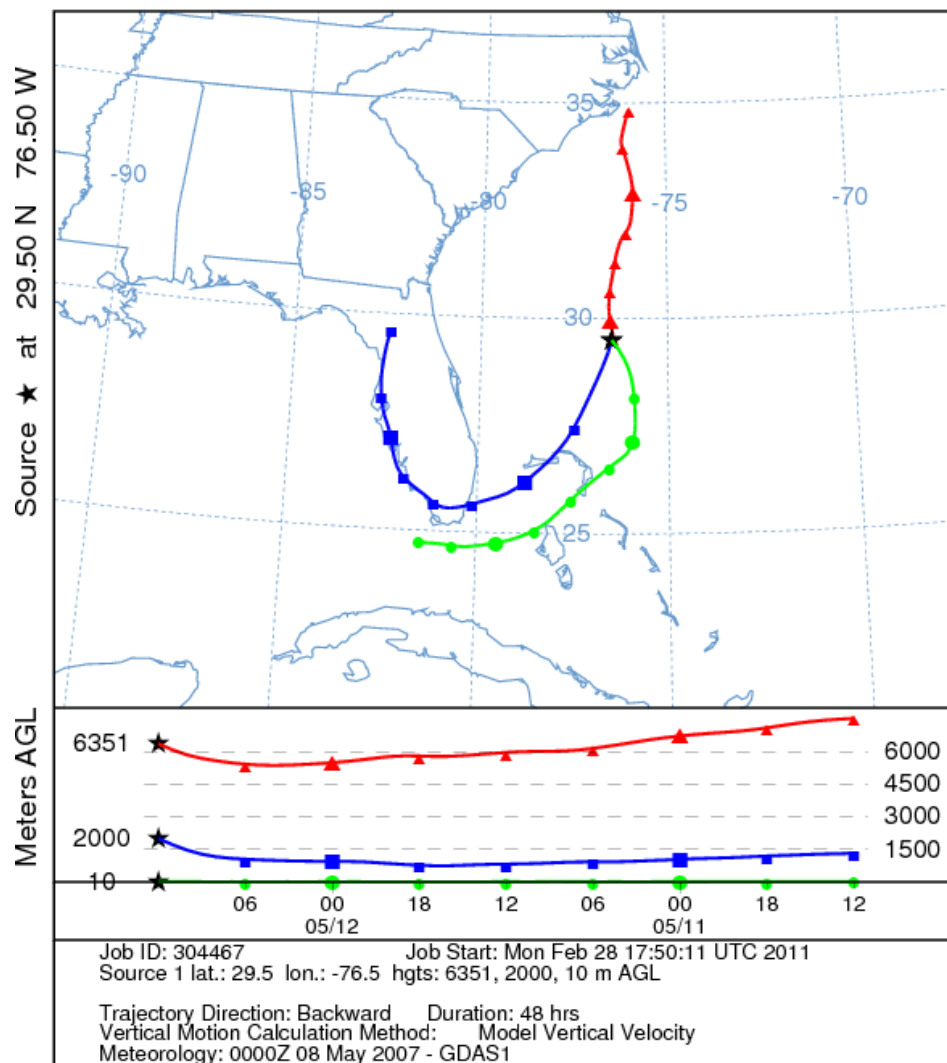 Source ★ at 29.50 N 76.50 W
35
-90
-85
-80
-75
-70
30
25
Meters AGL
6351
2000
10
6000
4500
3000
1500
06 00 18 12 06 00 18 12
05/12 05/11
Job ID: 304467 Job Start: Mon Feb 28 17:50:11 UTC 2011
Source 1 lat.: 29.5 lon.: -76.5 hgts: 6351, 2000, 10 m AGL
Trajectory Direction: Backward Duration: 48 hrs
Vertical Motion Calculation Method: Model Vertical Velocity
Meteorology: 0000Z 08 May 2007 - GDAS1